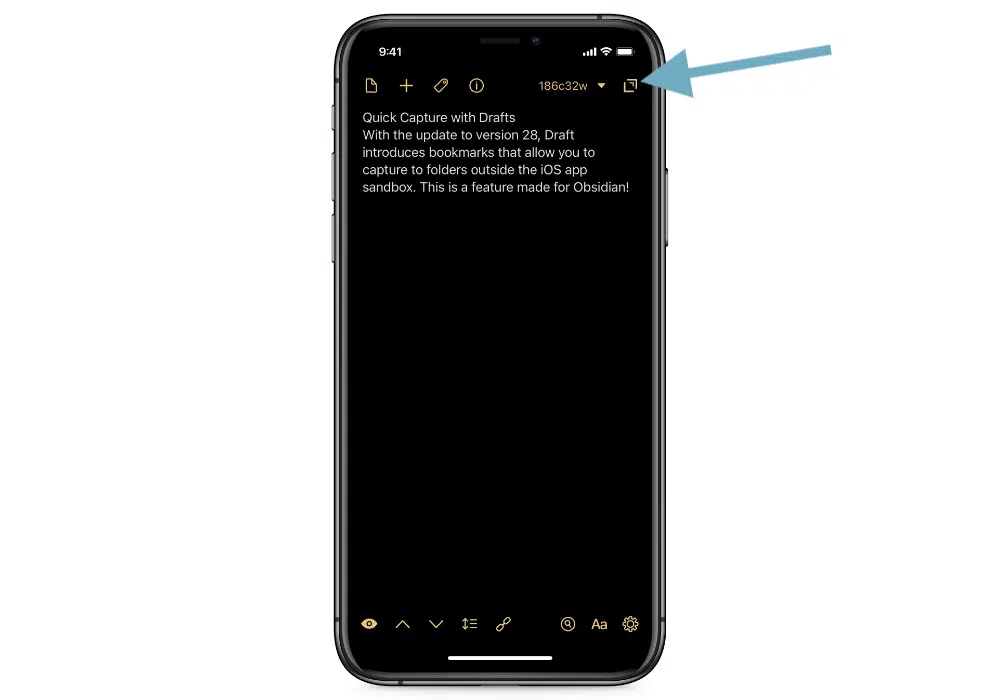 9:41
186c32w
Quick Capture with Drafts
With the update to version 28, Draft
introduces bookmarks that allow you to
capture to folders outside the iOS app
sandbox. This is a feature made for Obsidian!
Aa